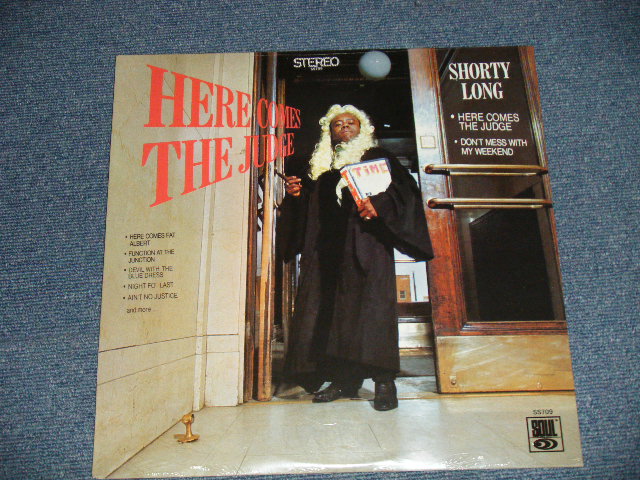 STEREO
HERE COMES
THE JUDGE
SHORTY
LONG
• HERE COMES
THE JUDGE
• DON'T MESS WITH
MY WEEKEND
TIME
• HERE COMES FAT
ALBERT
• FUNCTION AT THE
JUNCTION
• DEVIL WITH THE
BLUE DRESS
• NIGHT FO' LAST
• AIN'T NO JUSTICE
and more
SS709
SOUL